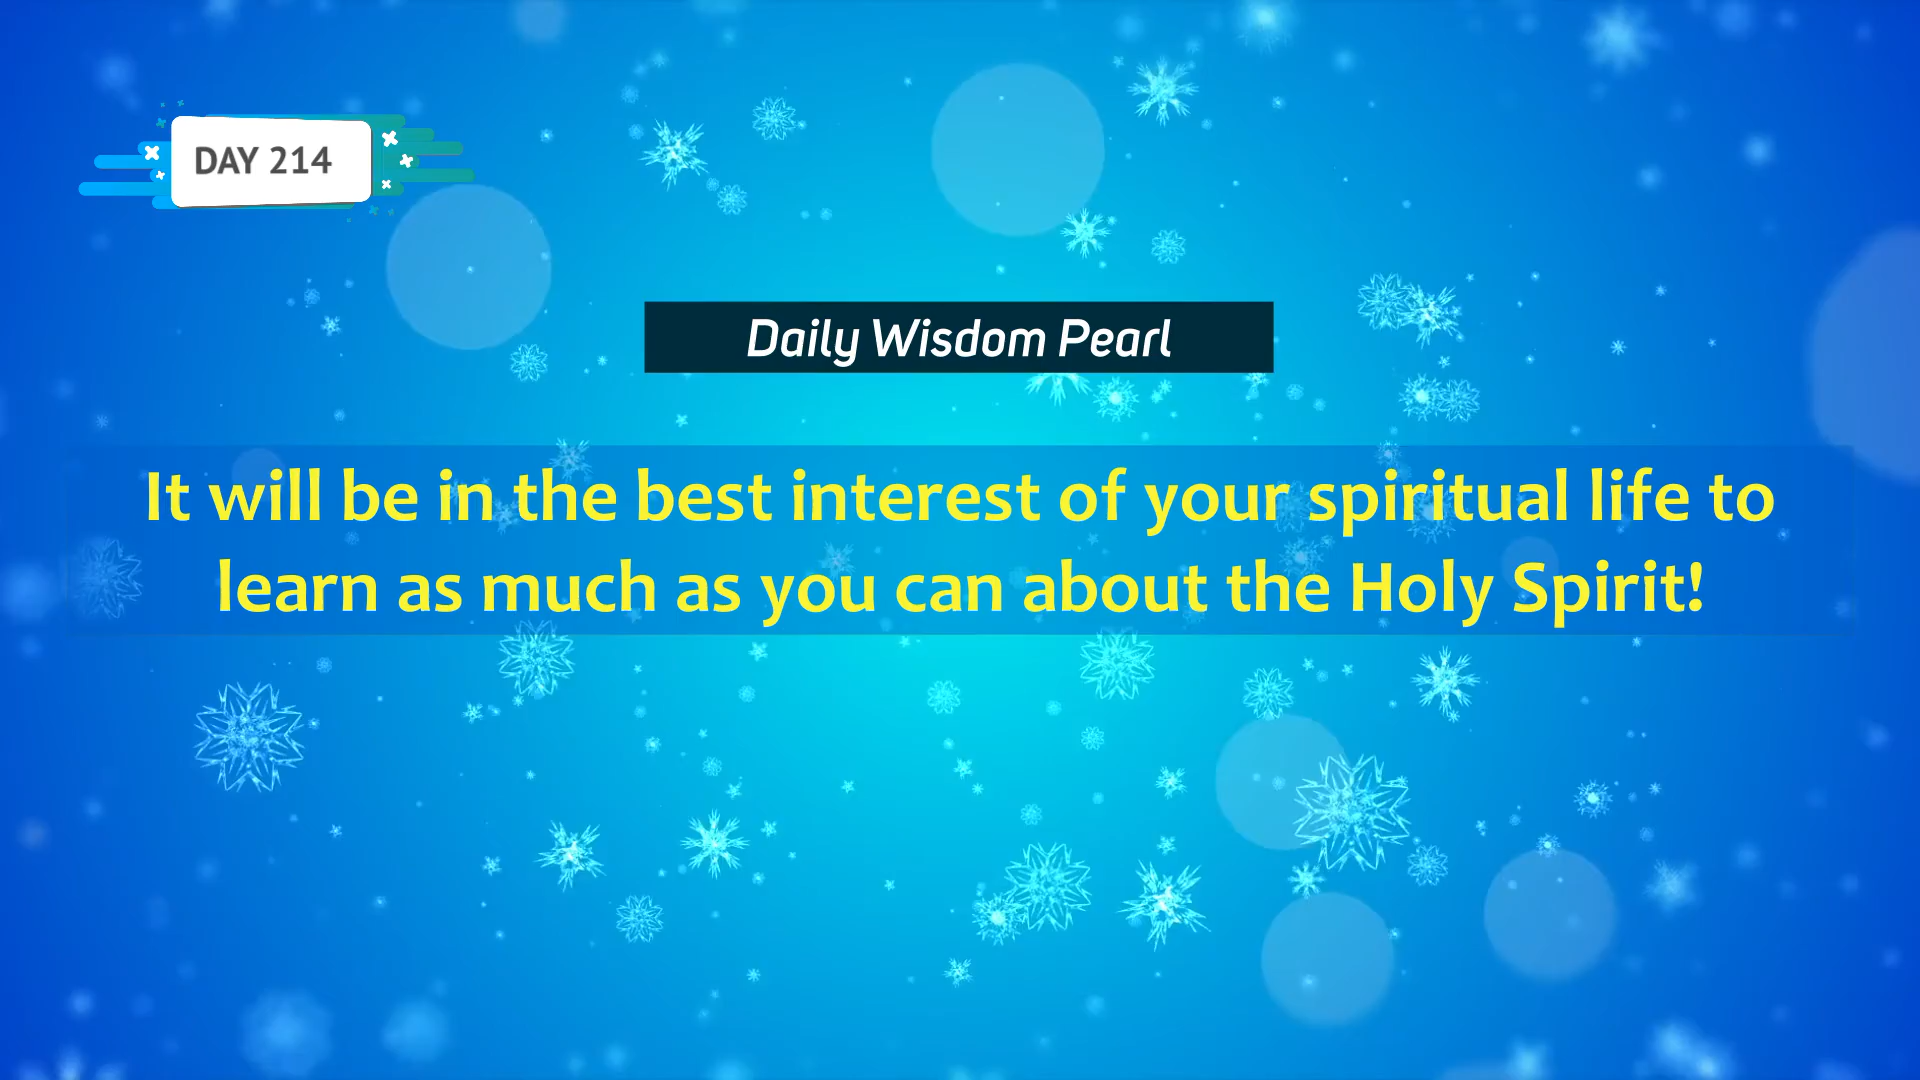 DAY 214
Daily Wisdom Pearl
It will be in the best interest of your spiritual life to
learn as much as you can about the Holy Spirit!